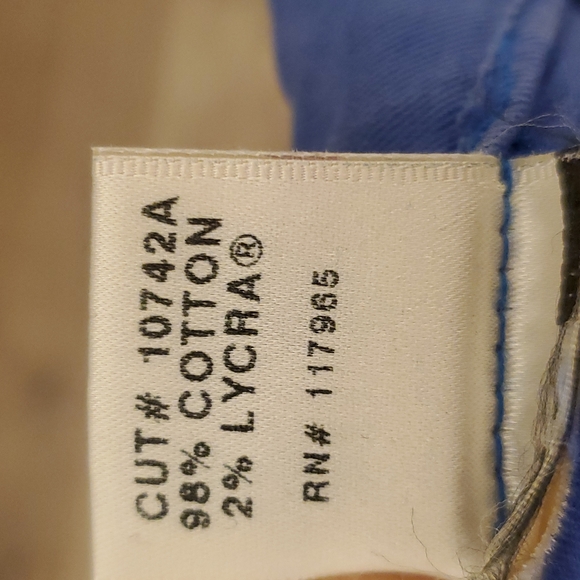 CUT# 10742A
98% COTTON
2% LYCRA®
RN# 117965